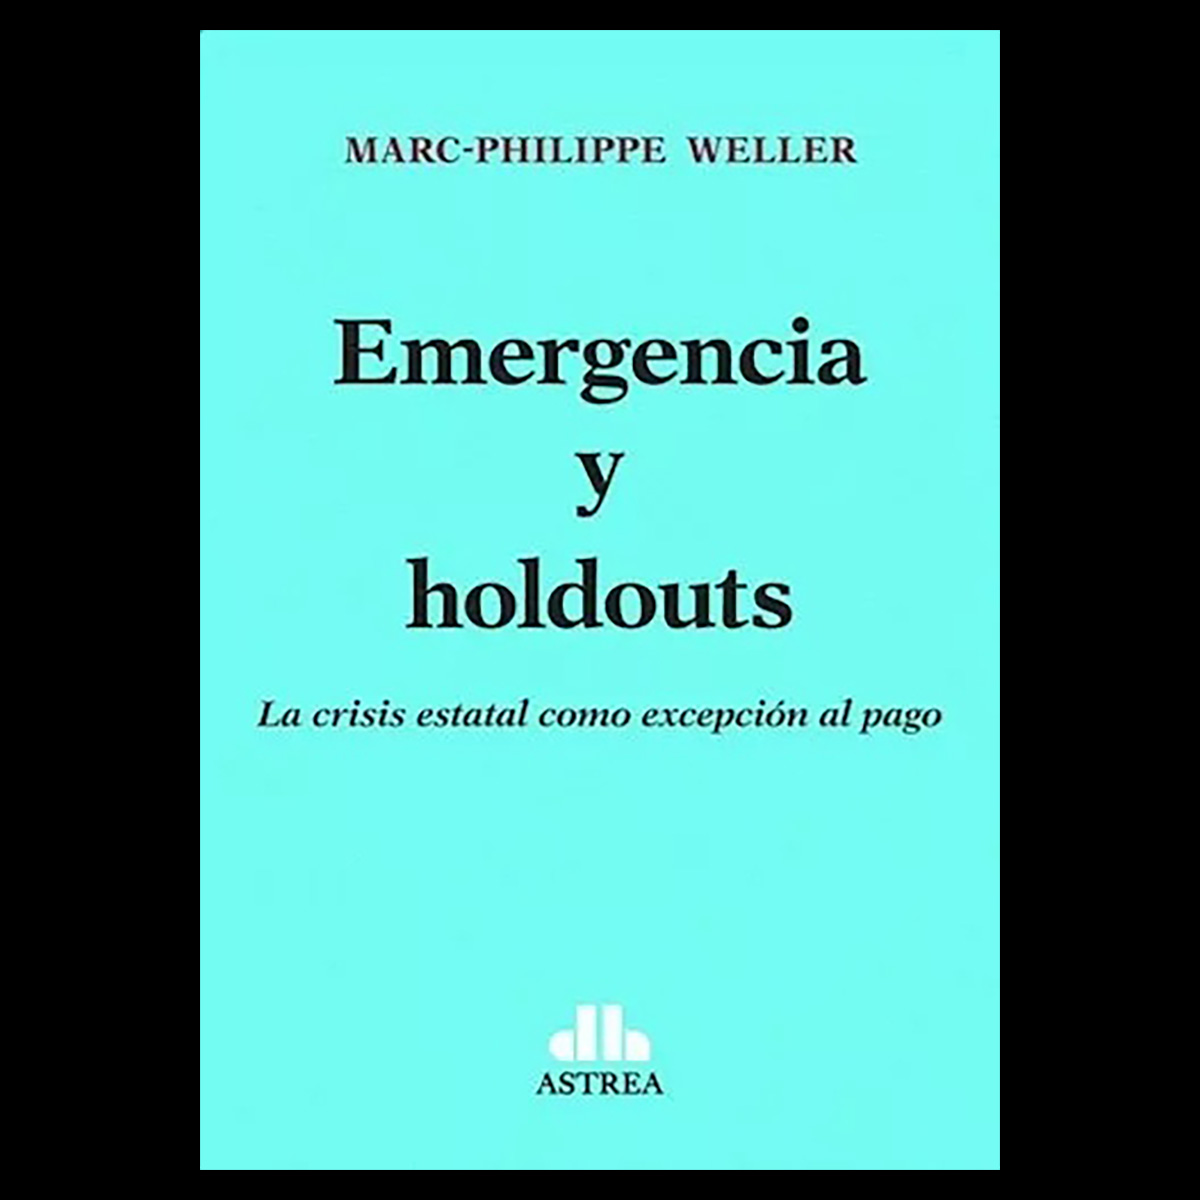 MARC-PHILIPPE WELLER
Emergencia
y
holdouts
La crisis estatal como excepción al pago
ASTREA